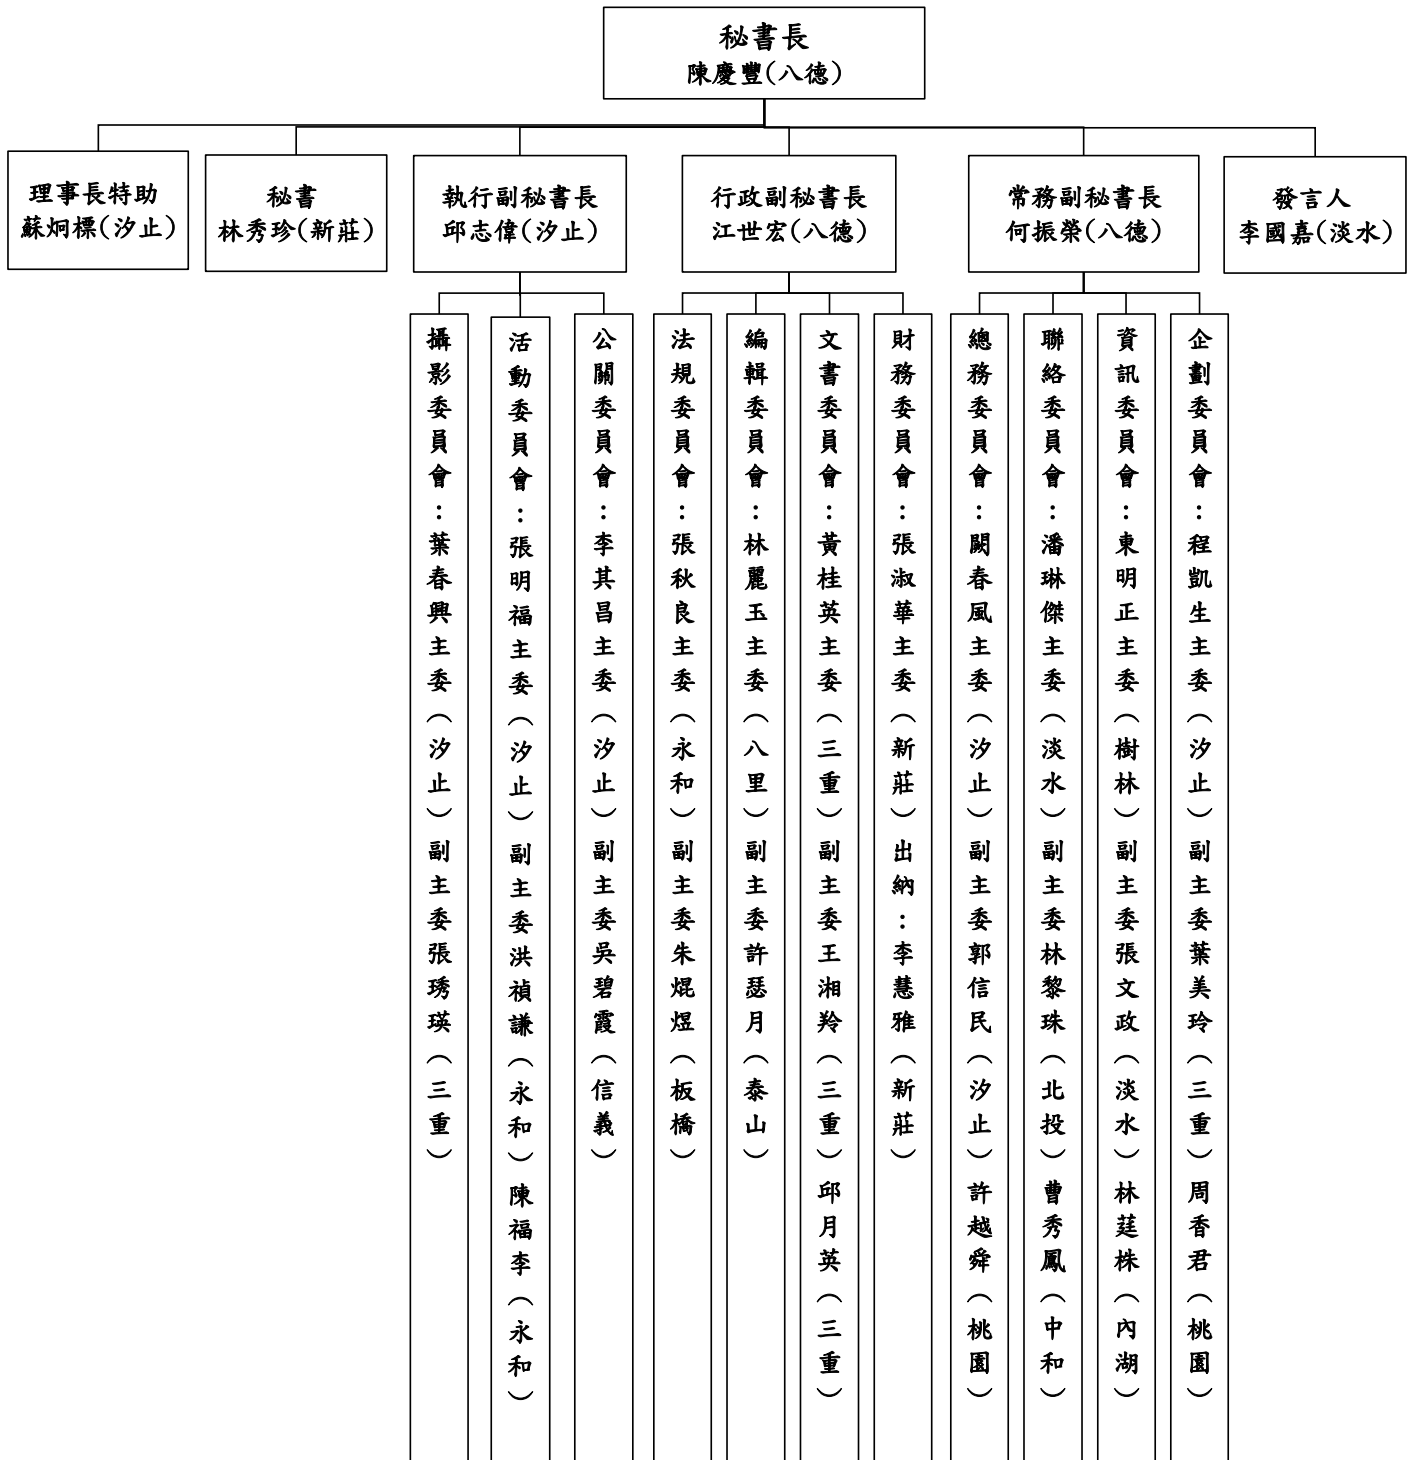 秘書長
陳慶豐(八德)
理事長特助
蘇炯標(汐止)
秘書
林秀珍(新莊)
執行副秘書長
邱志偉(汐止)
行政副秘書長
江世宏(八德)
常務副秘書長
何振榮(八德)
發言人
李國嘉(淡水)
攝影委員會：葉春興主委（汐止）副主委張琇瑛（三重）
活動委員會：張明福主委（汐止）副主委洪禎謙（永和）陳福李（永和）
公關委員會：李其昌主委（汐止）副主委吳碧霞（信義）
法規委員會：張秋良主委（永和）副主委朱焜煜（板橋）
編輯委員會：林麗玉主委（八里）副主委許瑟月（泰山）
文書委員會：黃桂英主委（三重）副主委王湘羚（三重）邱月英（三重）
財務委員會：張淑華主委（新莊）出納：李慧雅（新莊）
總務委員會：闕春風主委（汐止）副主委郭信民（汐止）許越舜（桃園）
聯絡委員會：潘琳傑主委（淡水）副主委林黎珠（北投）曹秀鳳（中和）
資訊委員會：東明正主委（樹林）副主委張文政（淡水）林莛株（內湖）
企劃委員會：程凱生主委（汐止）副主委葉美玲（三重）周香君（桃園）